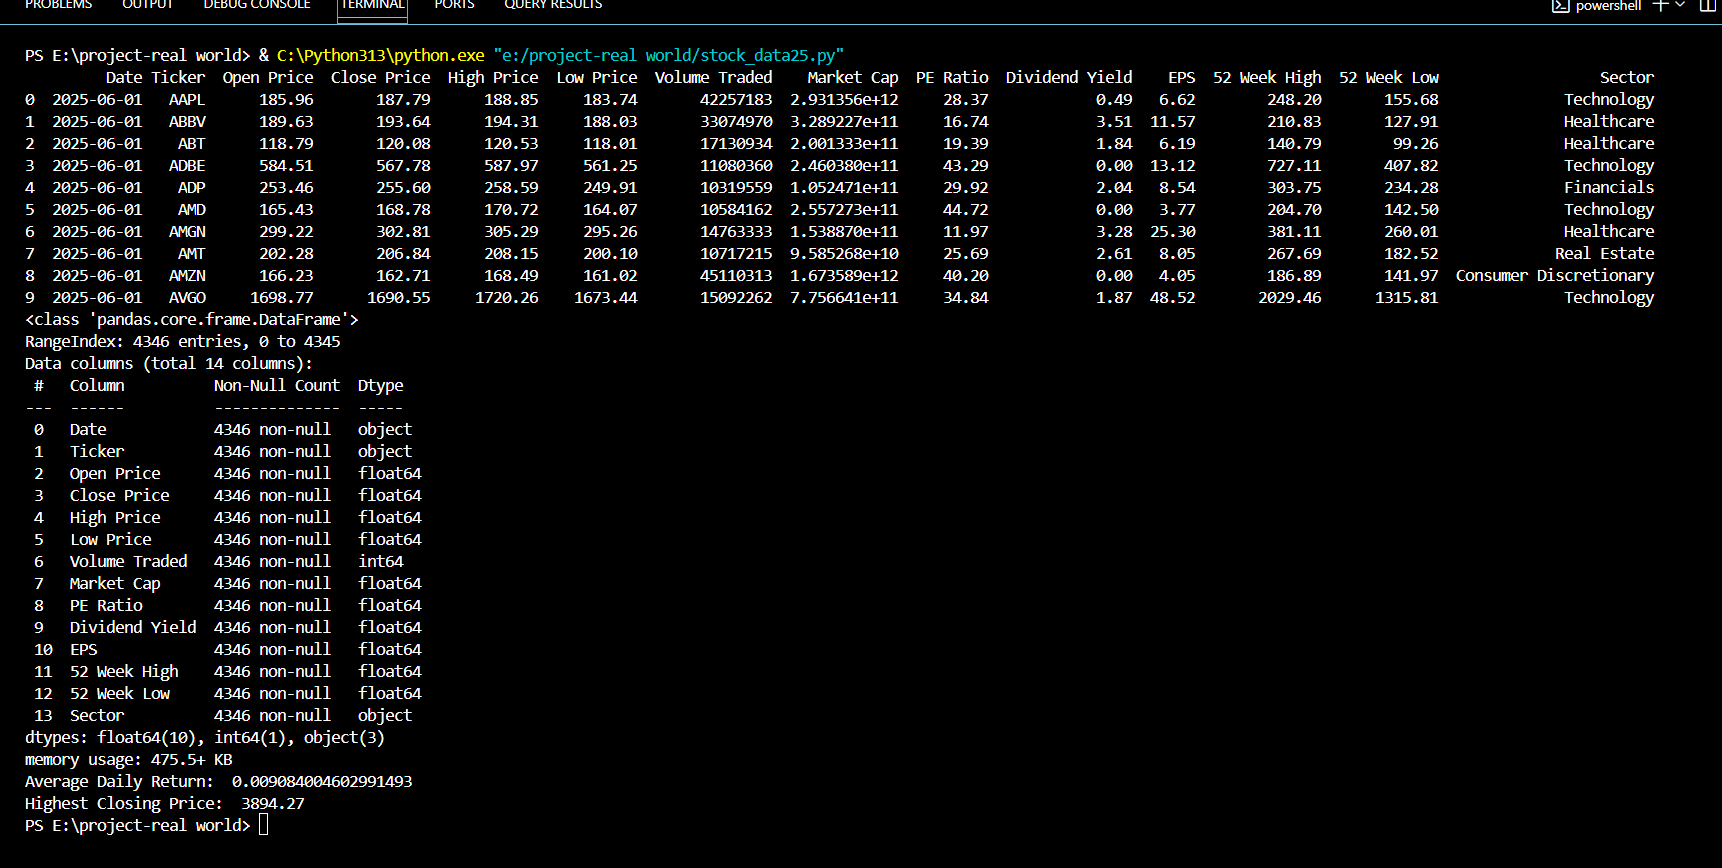 PROBLEMS OUTPUT DEBUG CONSOLE TERMINAL PORTS QUERY RESULTS powershell
PS E:\project-real world> & C:\Python313\python.exe "e:/project-real world/stock_data25.py"
Date Ticker Open Price Close Price High Price Low Price Volume Traded Market Cap PE Ratio Dividend Yield EPS 52 Week High 52 Week Low Sector
0 2025-06-01 AAPL 185.96 187.79 188.85 183.74 42257183 2.931356e+12 28.37 0.49 6.62 248.20 155.68 Technology
1 2025-06-01 ABBV 189.63 193.64 194.31 188.03 33074970 3.289227e+11 16.74 3.51 11.57 210.83 127.91 Healthcare
2 2025-06-01 ABT 118.79 120.08 120.53 118.01 17130934 2.001333e+11 19.39 1.84 6.19 140.79 99.26 Healthcare
3 2025-06-01 ADBE 584.51 567.78 587.97 561.25 11080360 2.460380e+11 43.29 0.00 13.12 727.11 407.82 Technology
4 2025-06-01 ADP 253.46 255.60 258.59 249.91 10319559 1.052471e+11 29.92 2.04 8.54 303.75 234.28 Financials
5 2025-06-01 AMD 165.43 168.78 170.72 164.07 10584162 2.557273e+11 44.72 0.00 3.77 204.70 142.50 Technology
6 2025-06-01 AMGN 299.22 302.81 305.29 295.26 14763333 1.538870e+11 11.97 3.28 25.30 381.11 260.01 Healthcare
7 2025-06-01 AMT 202.28 206.84 208.15 200.10 10717215 9.585268e+10 25.69 2.61 8.05 267.69 182.52 Real Estate
8 2025-06-01 AMZN 166.23 162.71 168.49 161.02 45110313 1.673589e+12 40.20 0.00 4.05 186.89 141.97 Consumer Discretionary
9 2025-06-01 AVGO 1698.77 1690.55 1720.26 1673.44 15092262 7.756641e+11 34.84 1.87 48.52 2029.46 1315.81 Technology
<class 'pandas.core.frame.DataFrame'>
RangeIndex: 4346 entries, 0 to 4345
Data columns (total 14 columns):
# Column Non-Null Count Dtype
--- ------ -------------- -----
0 Date 4346 non-null object
1 Ticker 4346 non-null object
2 Open Price 4346 non-null float64
3 Close Price 4346 non-null float64
4 High Price 4346 non-null float64
5 Low Price 4346 non-null float64
6 Volume Traded 4346 non-null int64
7 Market Cap 4346 non-null float64
8 PE Ratio 4346 non-null float64
9 Dividend Yield 4346 non-null float64
10 EPS 4346 non-null float64
11 52 Week High 4346 non-null float64
12 52 Week Low 4346 non-null float64
13 Sector 4346 non-null object
dtypes: float64(10), int64(1), object(3)
memory usage: 475.5+ KB
Average Daily Return: 0.009084004602991493
Highest Closing Price: 3894.27
PS E:\project-real world>